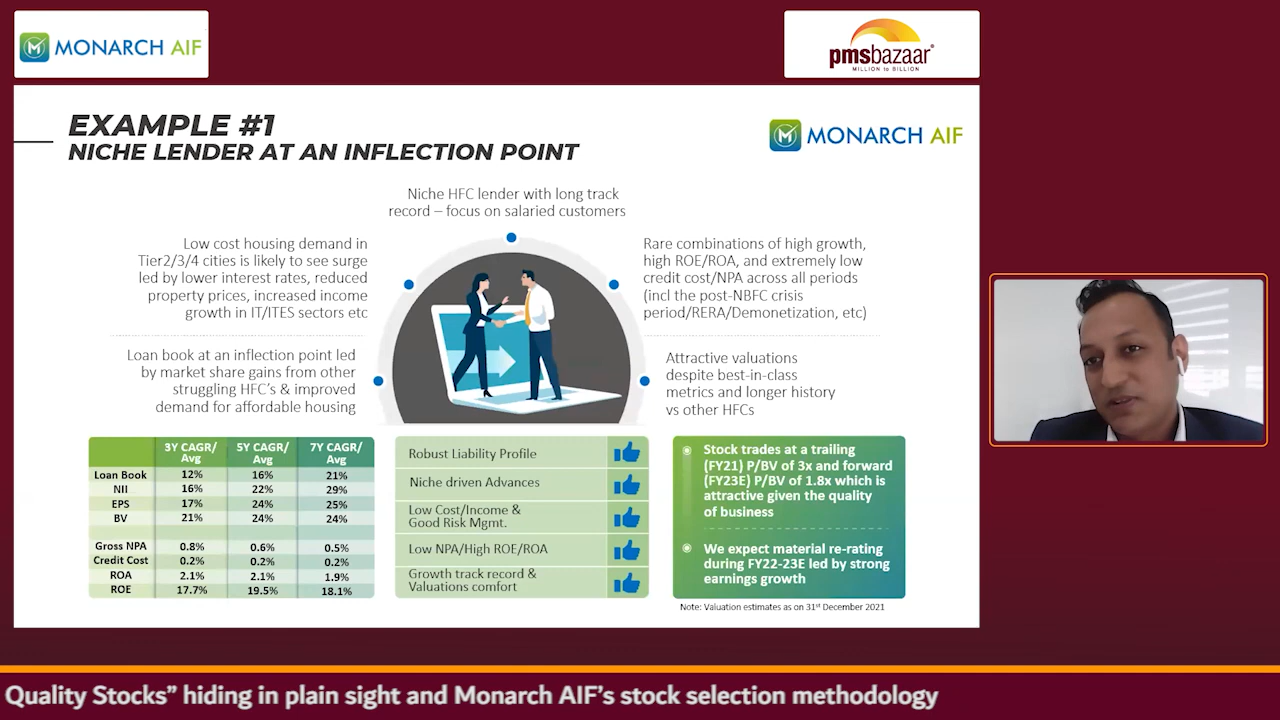 MONARCH AIF
pmsbazaar®
MILLION to BILLION
EXAMPLE #1
NICHE LENDER AT AN INFLECTION POINT
MONARCH AIF
Niche HFC lender with long track
record – focus on salaried customers
Low cost housing demand in
Tier2/3/4 cities is likely to see surge
led by lower interest rates, reduced
property prices, increased income
growth in IT/ITES sectors etc
Rare combinations of high growth,
high ROE/ROA, and extremely low
credit cost/NPA across all periods
(incl the post-NBFC crisis
period/RERA/Demonetization, etc)
Loan book at an inflection point led
by market share gains from other
struggling HFC's & improved
demand for affordable housing
Attractive valuations
despite best-in-class
metrics and longer history
vs other HFCs
3Y CAGR/ 5Y CAGR/ 7Y CAGR/
Avg Avg Avg
Loan Book 12% 16% 21%
NII 16% 22% 29%
EPS 17% 24% 25%
BV 21% 24% 24%
Gross NPA 0.8% 0.6% 0.5%
Credit Cost 0.2% 0.2% 0.2%
ROA 2.1% 2.1% 1.9%
ROE 17.7% 19.5% 18.1%
Robust Liability Profile
Niche driven Advances
Low Cost/Income &
Good Risk Mgmt.
Low NPA/High ROE/ROA
Growth track record &
Valuations comfort
Stock trades at a trailing
(FY21) P/BV of 3x and forward
(FY23E) P/BV of 1.8x which is
attractive given the quality
of business
We expect material re-rating
during FY22-23E led by strong
earnings growth
Note: Valuation estimates as on 31st December 2021
Quality Stocks” hiding in plain sight and Monarch AIF’s stock selection methodology